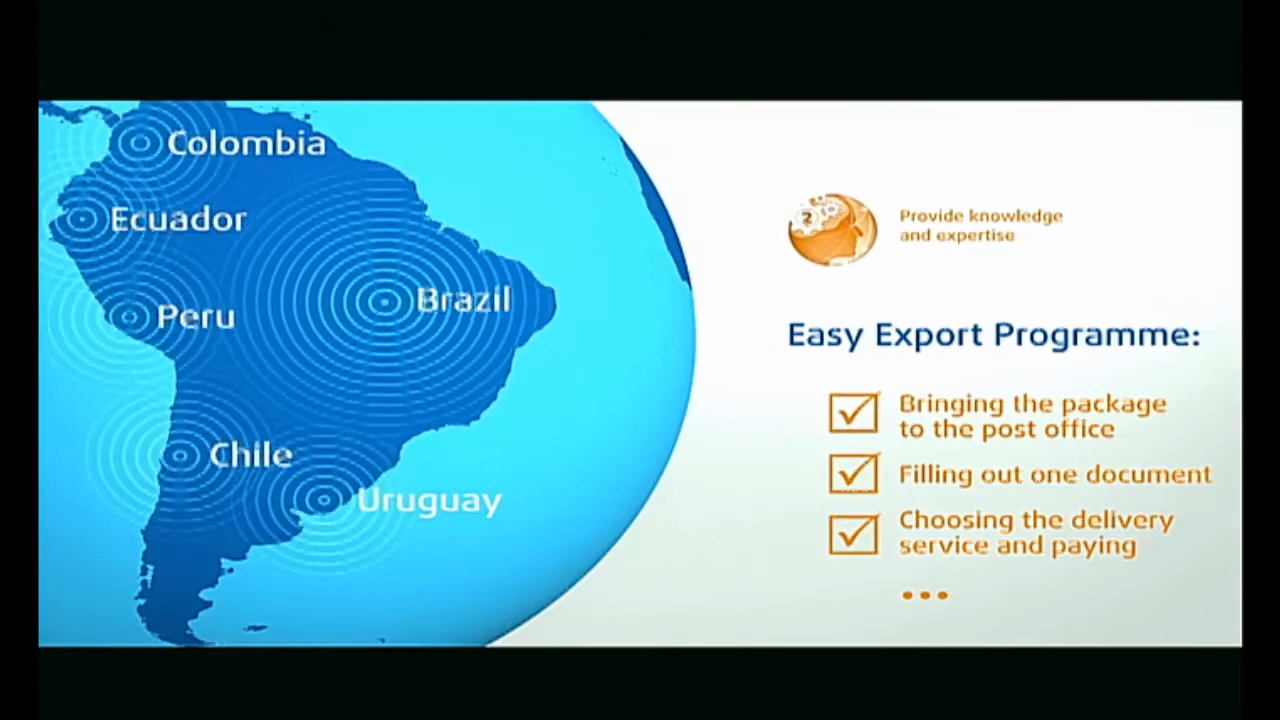 Colombia
Ecuador
Peru
Brazil
Chile
Uruguay
2
Provide knowledge
and expertise
Easy Export Programme:
Bringing the package
to the post office
Filling out one document
Choosing the delivery
service and paying
...